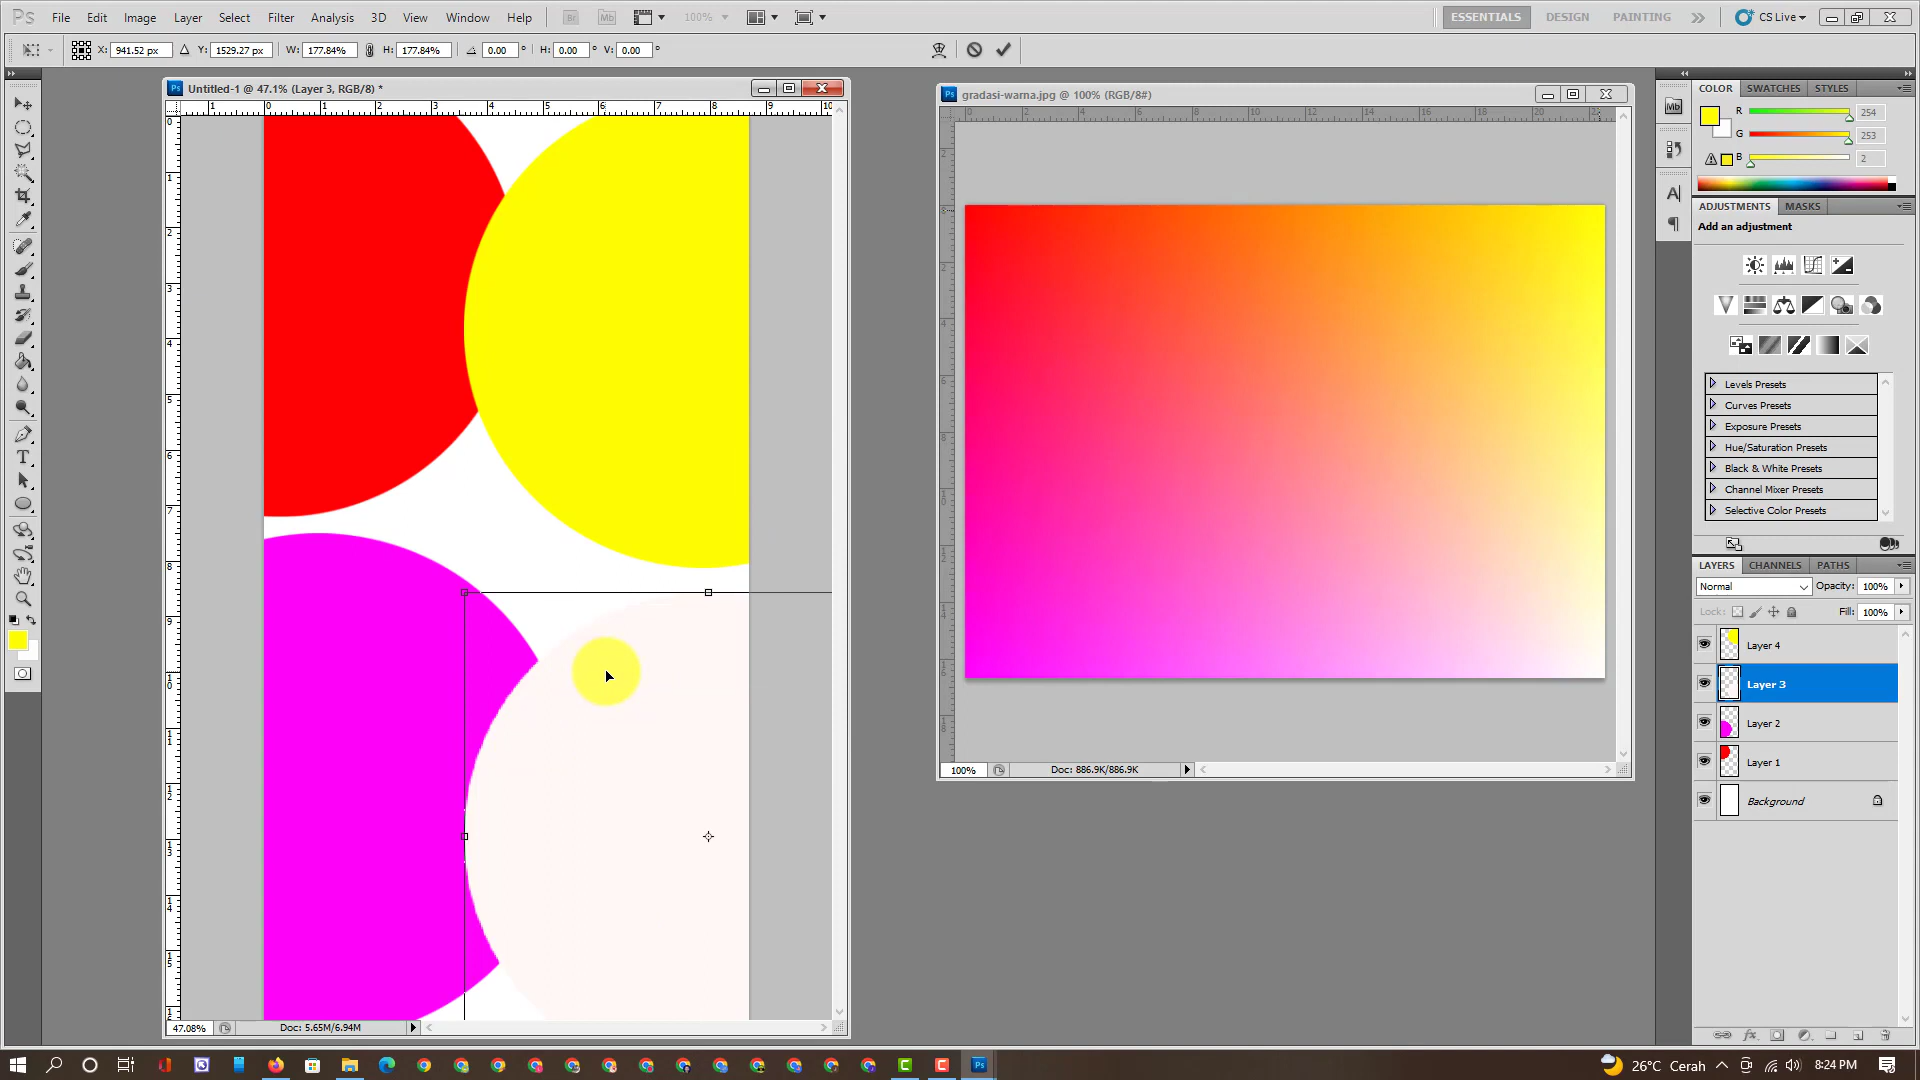 Ps File Edit Image Layer Select Filter Analysis 3D View Window Help Br Mb 100% ESSENTIALS DESIGN PAINTING CS Live
X: 941.52 px Y: 1529.27 px W: 177.84% H: 177.84% 0.00 ° H: 0.00 ° V: 0.00 °
Untitled-1 @ 47.1% (Layer 3, RGB/8) *
gradasi-warna.jpg @ 100% (RGB/8#)
COLOR SWATCHES STYLES
R 254
G 253
B 2
ADJUSTMENTS MASKS
Add an adjustment
Levels Presets
Curves Presets
Exposure Presets
Hue/Saturation Presets
Black & White Presets
Channel Mixer Presets
Selective Color Presets
LAYERS CHANNELS PATHS
Normal Opacity: 100%
Lock: Fill: 100%
Layer 4
Layer 3
Layer 2
Layer 1
Background
100% Doc: 886.9K/886.9K
47.08% Doc: 5.65M/6.94M
26°C Cerah 8:24 PM